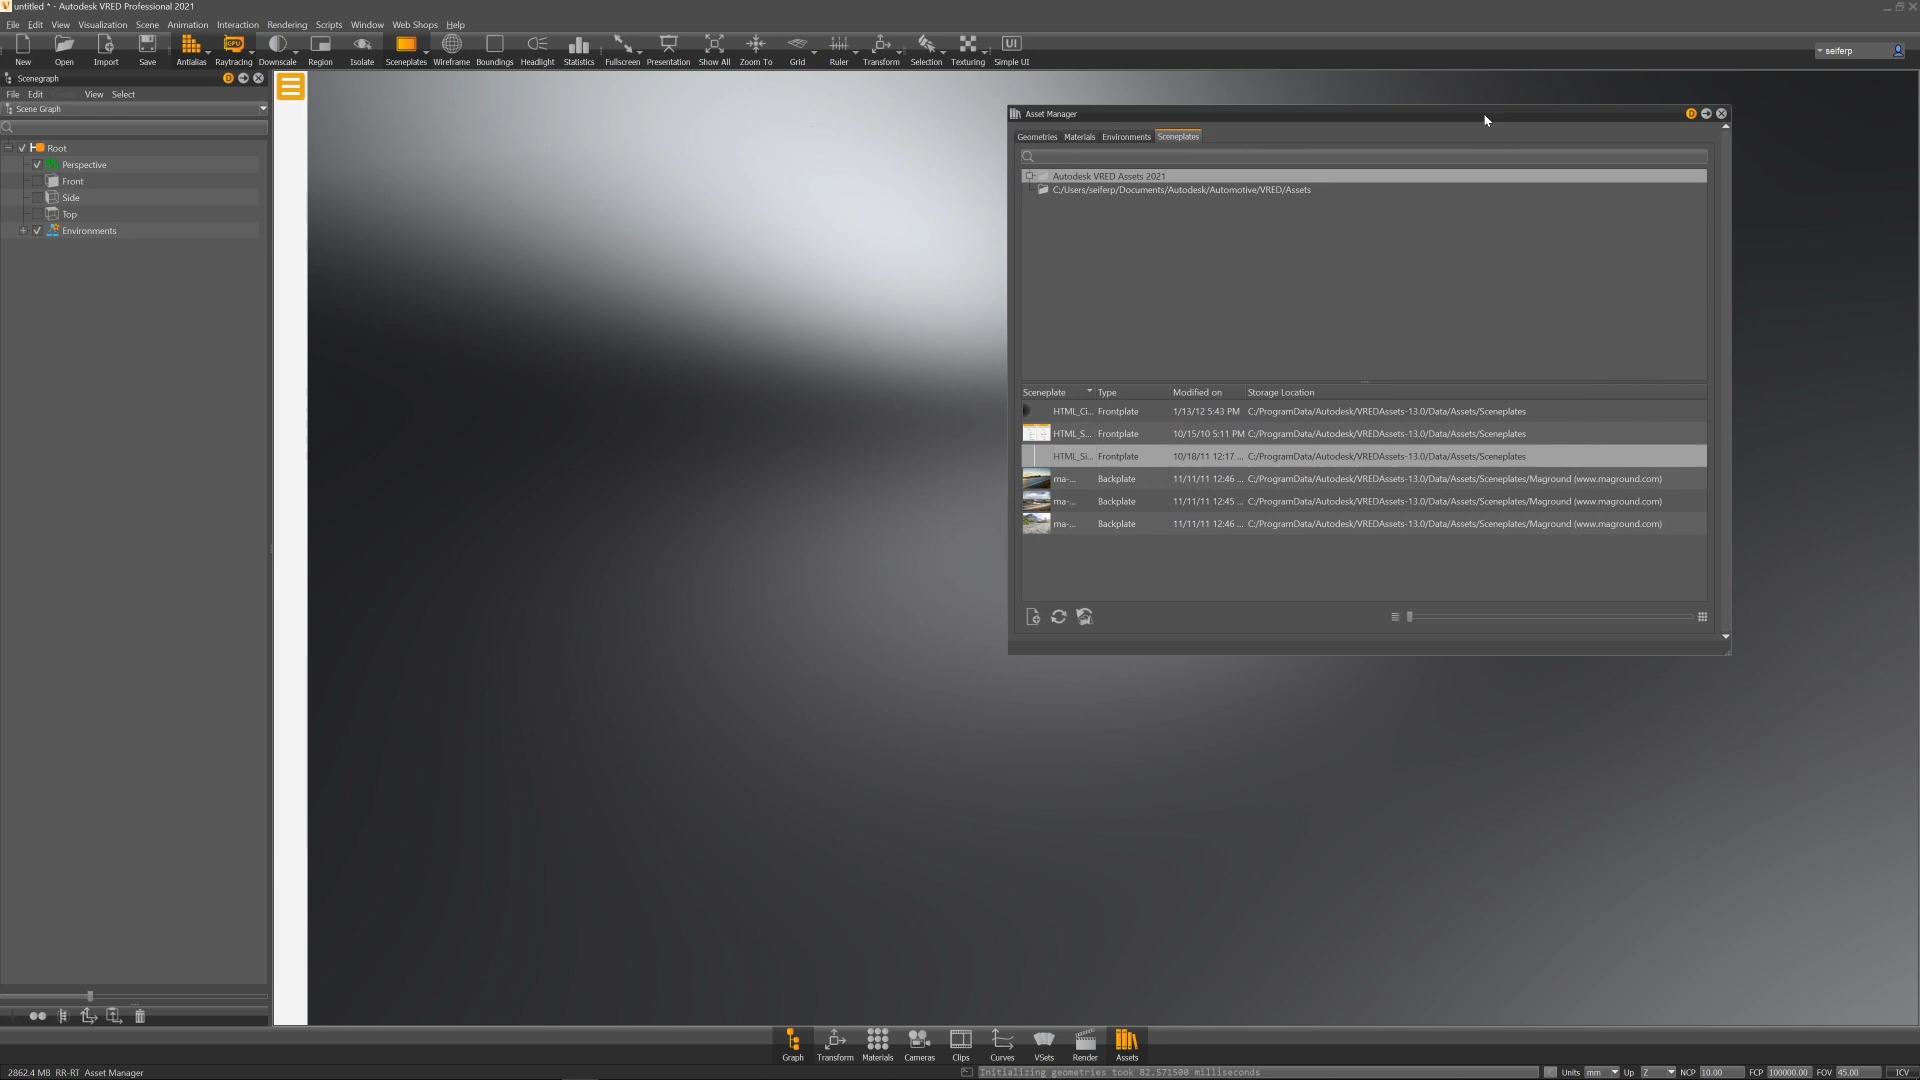 untitled * - Autodesk VRED Professional 2021
File Edit View Visualization Scene Animation Interaction Rendering Scripts Window Web Shops Help
New Open Import Save Antialias Raytracing Downscale Region Isolate Sceneplates Wireframe Boundings Headlight Statistics Fullscreen Presentation Show All Zoom To Grid Ruler Transform Selection Texturing Simple UI
GPU
UI
seiferp
Scenegraph
D
File Edit View Select
Scene Graph
Root
Perspective
Front
Side
Top
Environments
Asset Manager
D
Geometries Materials Environments Sceneplates
Autodesk VRED Assets 2021
C:/Users/seiferp/Documents/Autodesk/Automotive/VRED/Assets
Sceneplate Type Modified on Storage Location
HTML_Ci... Frontplate 1/13/12 5:43 PM C:/ProgramData/Autodesk/VREDAssets-13.0/Data/Assets/Sceneplates
HTML_S... Frontplate 10/15/10 5:11 PM C:/ProgramData/Autodesk/VREDAssets-13.0/Data/Assets/Sceneplates
HTML_Si... Frontplate 10/18/11 12:17 ... C:/ProgramData/Autodesk/VREDAssets-13.0/Data/Assets/Sceneplates
ma-... Backplate 11/11/11 12:46 ... C:/ProgramData/Autodesk/VREDAssets-13.0/Data/Assets/Sceneplates/Maground (www.maground.com)
ma-... Backplate 11/11/11 12:45 ... C:/ProgramData/Autodesk/VREDAssets-13.0/Data/Assets/Sceneplates/Maground (www.maground.com)
ma-... Backplate 11/11/11 12:46 ... C:/ProgramData/Autodesk/VREDAssets-13.0/Data/Assets/Sceneplates/Maground (www.maground.com)
Graph Transform Materials Cameras Clips Curves VSets Render Assets
2862.4 MB RR-RT Asset Manager
Initializing geometries took 82.571500 milliseconds
Units mm Up Z NCP 10.00 FCP 100000.00 FOV 45.00 ICV